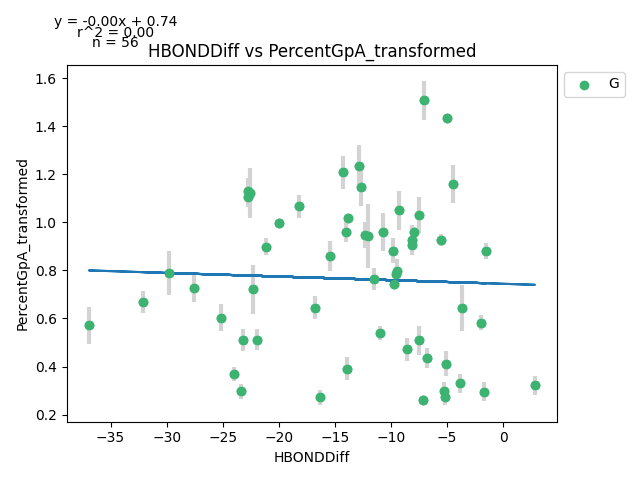 y = -0.00x + 0.74
r^2 = 0.00
n = 56
HBONDDiff vs PercentGpA_transformed
G
PercentGpA_transformed
1.6
1.4
1.2
1.0
0.8
0.6
0.4
0.2
−35
−30
−25
−20
−15
−10
−5
0
HBONDDiff